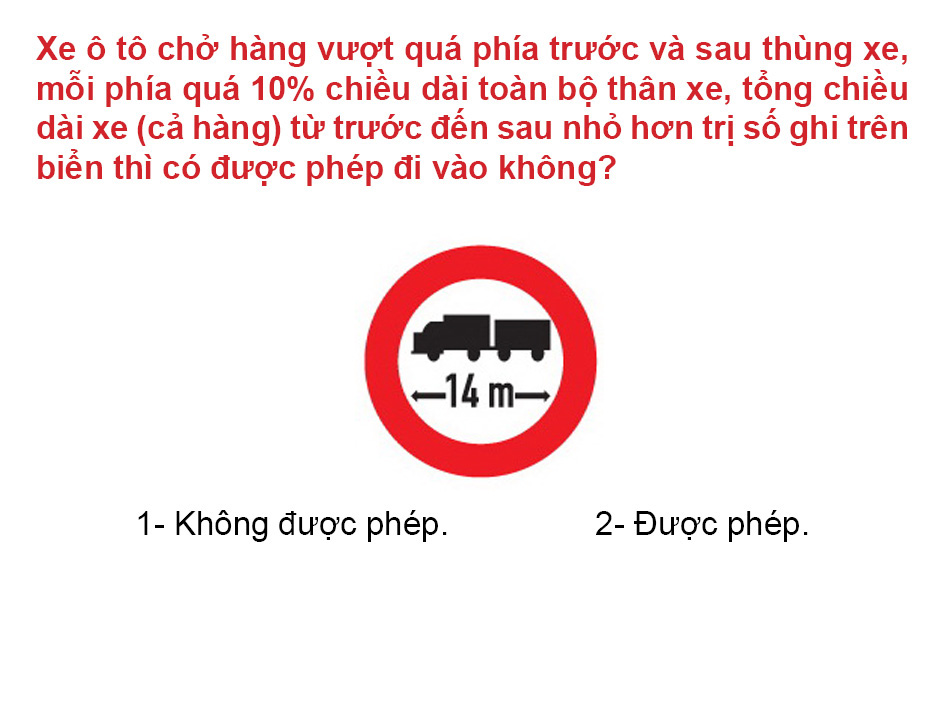 Xe ô tô chở hàng vượt quá phía trước và sau thùng xe,
mỗi phía quá 10% chiều dài toàn bộ thân xe, tổng chiều
dài xe (cả hàng) từ trước đến sau nhỏ hơn trị số ghi trên
biển thì có được phép đi vào không?
14 m
1- Không được phép. 2- Được phép.